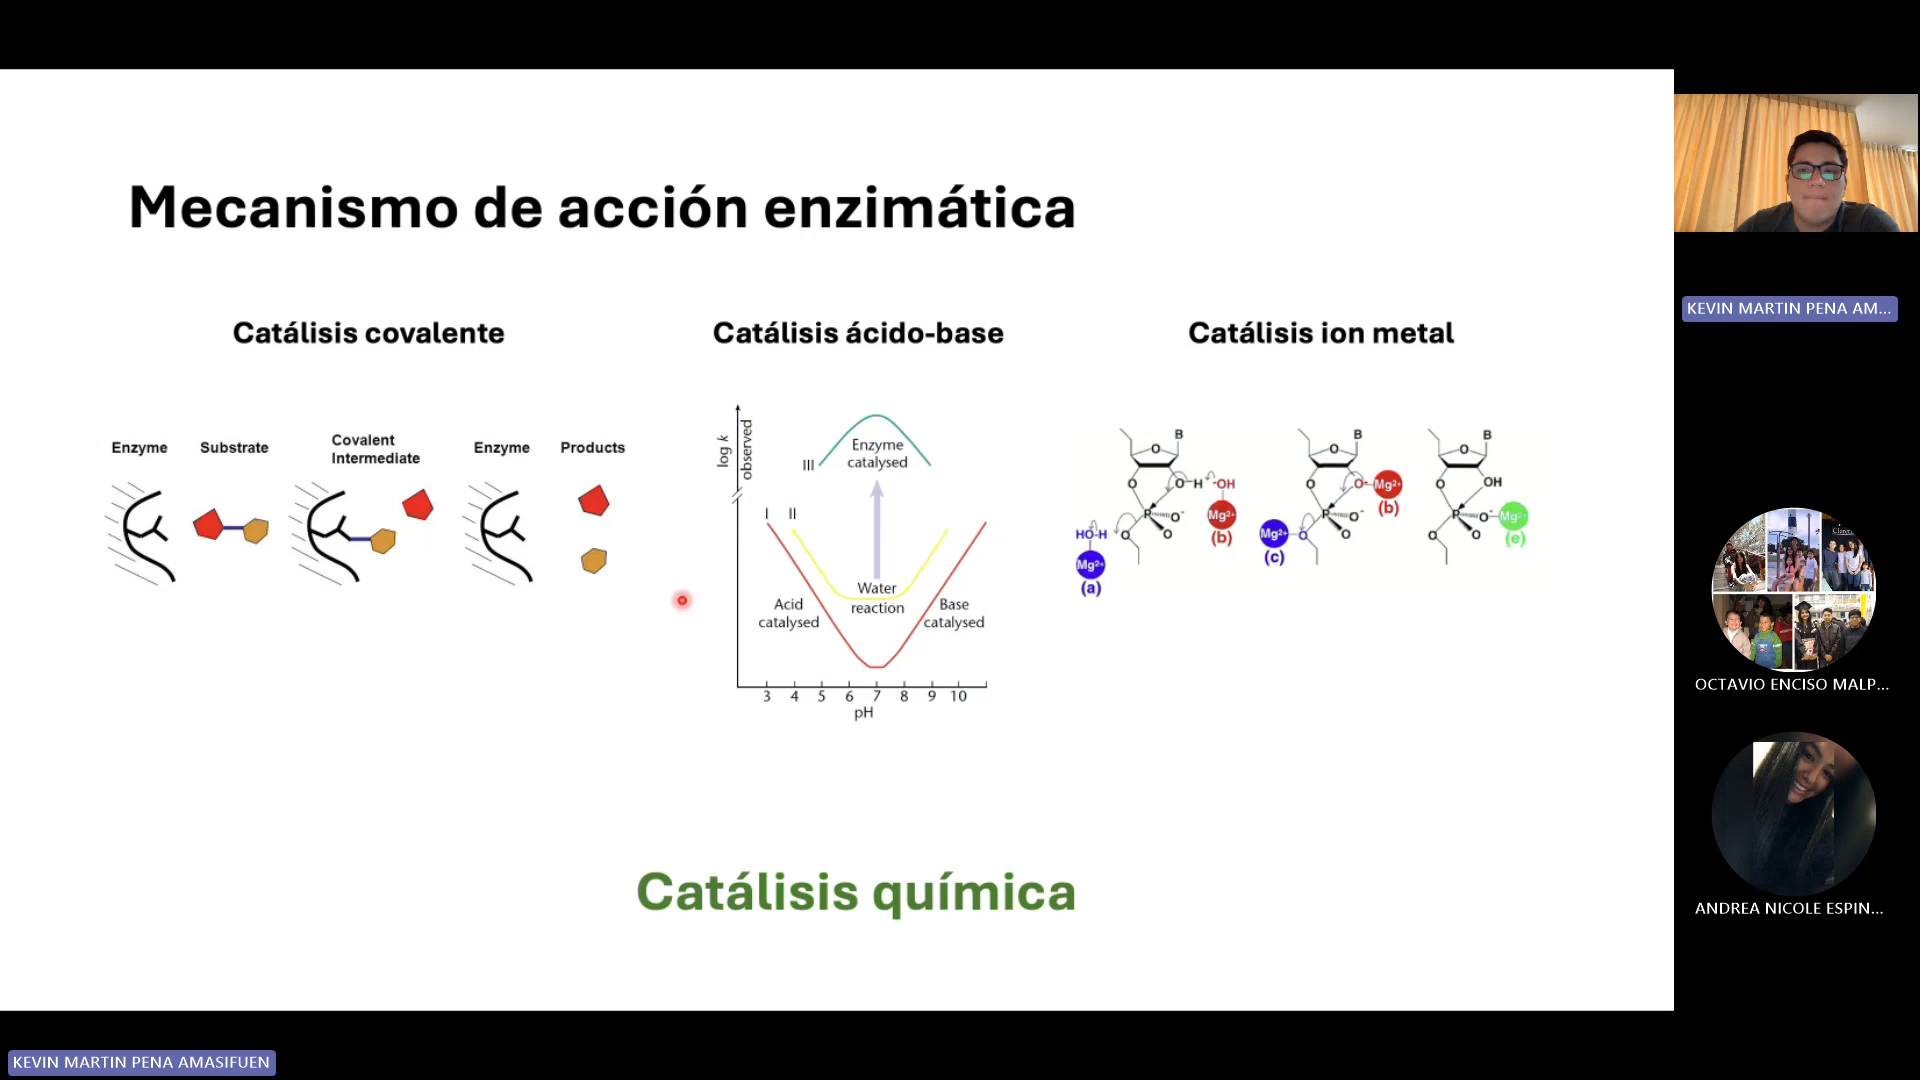 Mecanismo de acción enzimática
Catálisis covalente
Catálisis ácido-base
Catálisis ion metal
Enzyme
Substrate
Covalent
Intermediate
Enzyme
Products
log k
observed
III
Enzyme
catalysed
I
II
Water
reaction
Acid
catalysed
Base
catalysed
3 4 5 6 7 8 9 10
pH
B
O
O
O-H
-OH
P
O-
O
O
Mg2+
(b)
HO-H
Mg2+
(a)
B
O
O
O-
Mg2+
(b)
P
O-
O
O
Mg2+
(c)
B
O
O
OH
P
O-
O
O
Mg2+
(e)
Catálisis química
KEVIN MARTIN PENA AM...
OCTAVIO ENCISO MALP...
ANDREA NICOLE ESPIN...
KEVIN MARTIN PENA AMASIFUEN